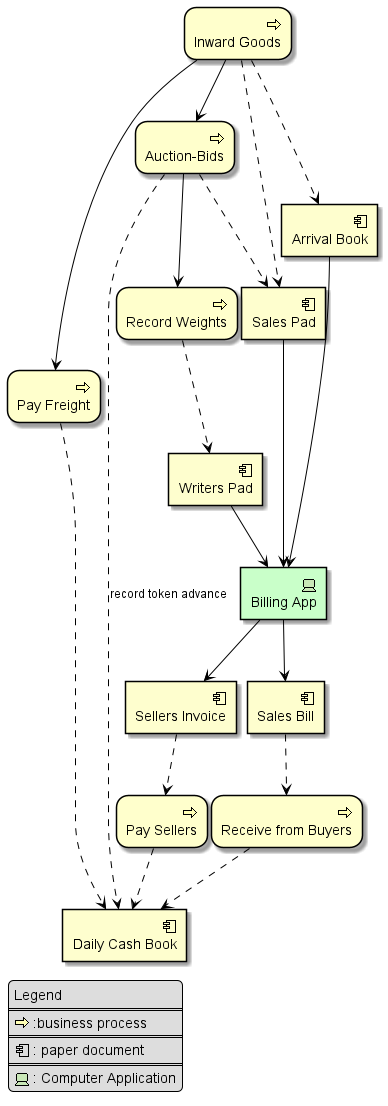 Inward Goods
Auction-Bids
Arrival Book
Record Weights
Sales Pad
Pay Freight
Writers Pad
Billing App
record token advance
Sellers Invoice
Sales Bill
Pay Sellers
Receive from Buyers
Daily Cash Book
Legend
:business process
: paper document
: Computer Application